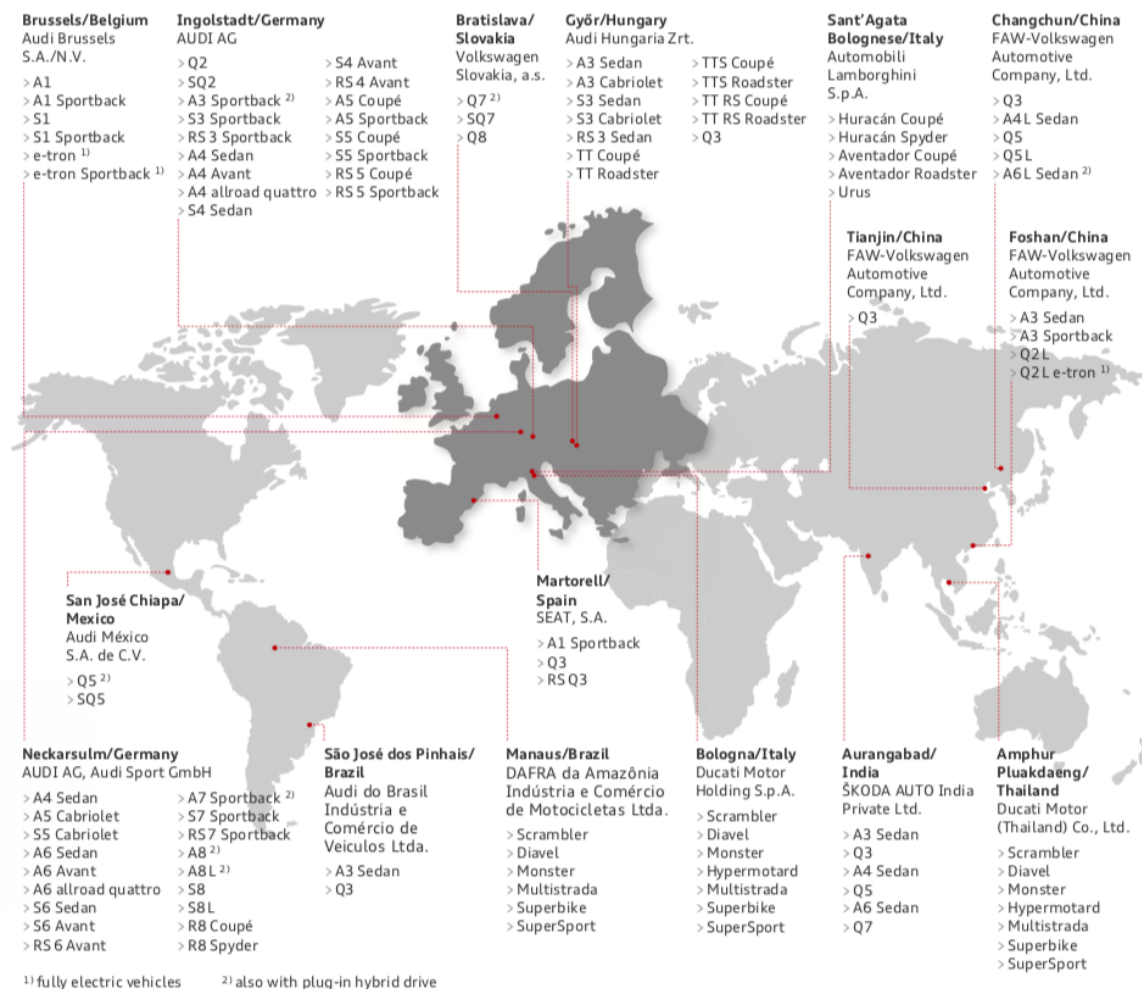 Brussels/Belgium
Audi Brussels
S.A./N.V.
> A1
> A1 Sportback
> S1
> S1 Sportback
> e-tron 1)
> e-tron Sportback 1)
Ingolstadt/Germany
AUDI AG
> Q2
> SQ2
> A3 Sportback 2)
> S3 Sportback
> RS 3 Sportback
> A4 Sedan
> A4 Avant
> A4 allroad quattro
> S4 Sedan
> S4 Avant
> RS 4 Avant
> A5 Coupé
> A5 Sportback
> S5 Coupé
> S5 Sportback
> RS 5 Coupé
> RS 5 Sportback
Bratislava/
Slovakia
Volkswagen
Slovakia, a.s.
> Q7 2)
> SQ7
> Q8
Győr/Hungary
Audi Hungaria Zrt.
> A3 Sedan
> A3 Cabriolet
> S3 Sedan
> S3 Cabriolet
> RS 3 Sedan
> TT Coupé
> TT Roadster
> TTS Coupé
> TTS Roadster
> TT RS Coupé
> TT RS Roadster
> Q3
Sant'Agata
Bolognese/Italy
Automobili
Lamborghini
S.p.A.
> Huracán Coupé
> Huracán Spyder
> Aventador Coupé
> Aventador Roadster
> Urus
Changchun/China
FAW-Volkswagen
Automotive
Company, Ltd.
> Q3
> A4 L Sedan
> Q5
> Q5 L
> A6 L Sedan 2)
Tianjin/China
FAW-Volkswagen
Automotive
Company, Ltd.
> Q3
Foshan/China
FAW-Volkswagen
Automotive
Company, Ltd.
> A3 Sedan
> A3 Sportback
> Q2 L
> Q2 L e-tron 1)
San José Chiapa/
Mexico
Audi México
S.A. de C.V.
> Q5 2)
> SQ5
Martorell/
Spain
SEAT, S.A.
> A1 Sportback
> Q3
> RS Q3
Neckarsulm/Germany
AUDI AG, Audi Sport GmbH
> A4 Sedan
> A5 Cabriolet
> S5 Cabriolet
> A6 Sedan
> A6 Avant
> A6 allroad quattro
> S6 Sedan
> S6 Avant
> RS 6 Avant
> A7 Sportback 2)
> S7 Sportback
> RS 7 Sportback
> A8 2)
> A8 L 2)
> S8
> S8 L
> R8 Coupé
> R8 Spyder
São José dos Pinhais/
Brazil
Audi do Brasil
Indústria e
Comércio de
Veiculos Ltda.
> A3 Sedan
> Q3
Manaus/Brazil
DAFRA da Amazônia
Indústria e Comércio
de Motocicletas Ltda.
> Scrambler
> Diavel
> Monster
> Multistrada
> Superbike
> SuperSport
Bologna/Italy
Ducati Motor
Holding S.p.A.
> Scrambler
> Diavel
> Monster
> Hypermotard
> Multistrada
> Superbike
> SuperSport
Aurangabad/
India
ŠKODA AUTO India
Private Ltd.
> A3 Sedan
> Q3
> A4 Sedan
> Q5
> A6 Sedan
> Q7
Amphur
Pluakdaeng/
Thailand
Ducati Motor
(Thailand) Co., Ltd.
> Scrambler
> Diavel
> Monster
> Hypermotard
> Multistrada
> Superbike
> SuperSport
1) fully electric vehicles
2) also with plug-in hybrid drive